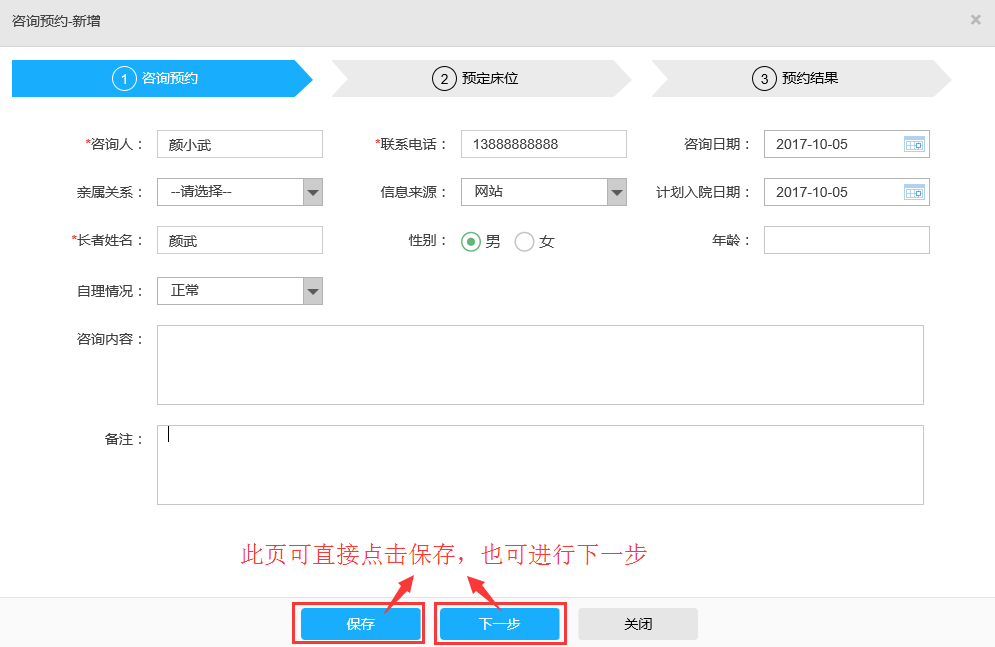 咨询预约-新增 ×
1 咨询预约 2 预定床位 3 预约结果
*咨询人： 颜小武 *联系电话： 13888888888 咨询日期： 2017-10-05
亲属关系： --请选择-- 信息来源： 网站 计划入院日期： 2017-10-05
*长者姓名： 颜武 性别： 男 女 年龄：
自理情况： 正常
咨询内容：
备注：
此页可直接点击保存，也可进行下一步
保存 下一步 关闭